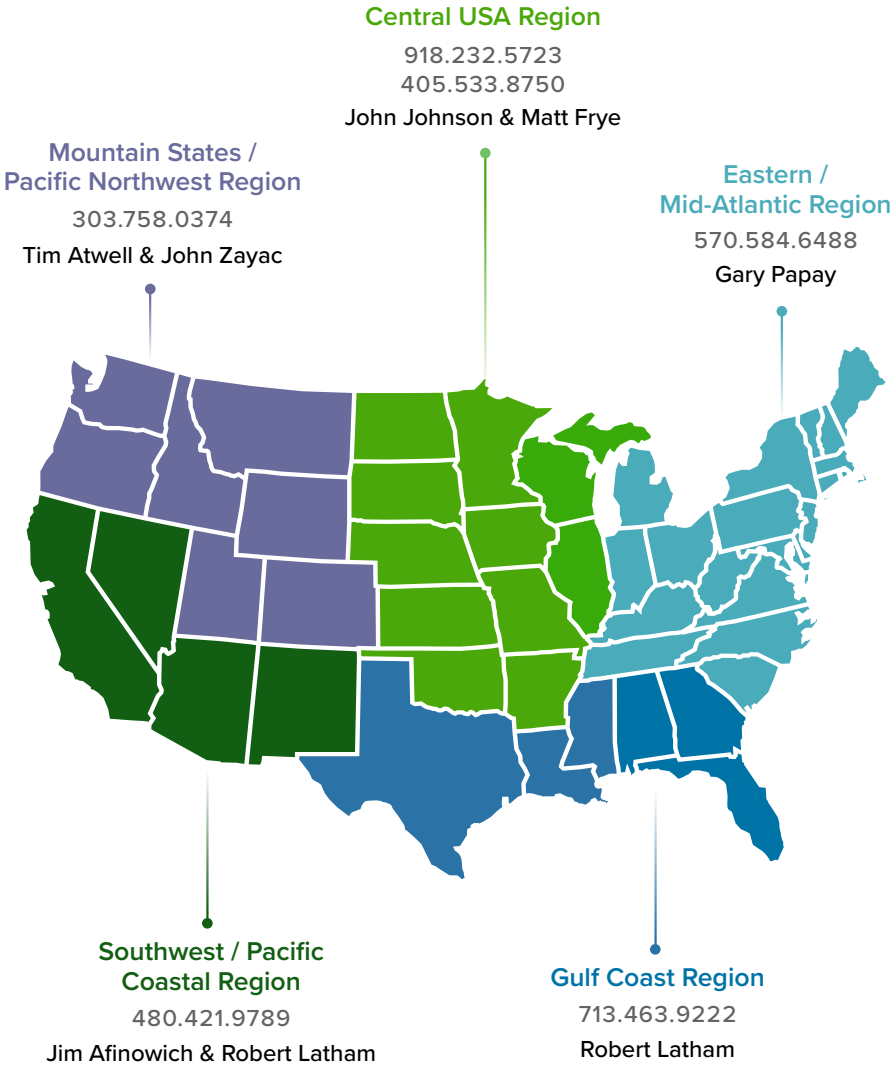 Central USA Region
918.232.5723
405.533.8750
John Johnson & Matt Frye
Mountain States /
Pacific Northwest Region
303.758.0374
Tim Atwell & John Zayac
Eastern /
Mid-Atlantic Region
570.584.6488
Gary Papay
Southwest / Pacific
Coastal Region
480.421.9789
Jim Afinowich & Robert Latham
Gulf Coast Region
713.463.9222
Robert Latham